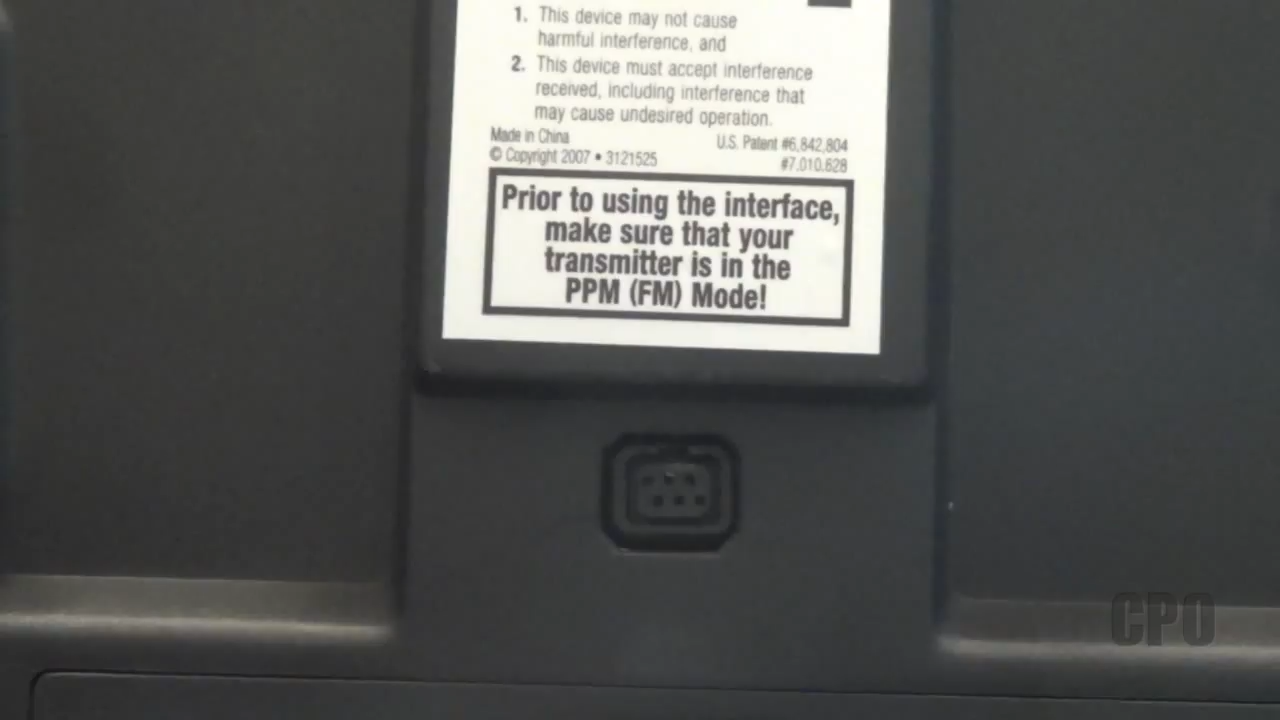 1. This device may not cause
harmful interference, and
2. This device must accept interference
received, including interference that
may cause undesired operation.
Made in China
U.S. Patent #6,842,804
© Copyright 2007 • 3121525
#7,010,628
Prior to using the interface,
make sure that your
transmitter is in the
PPM (FM) Mode!
CPO